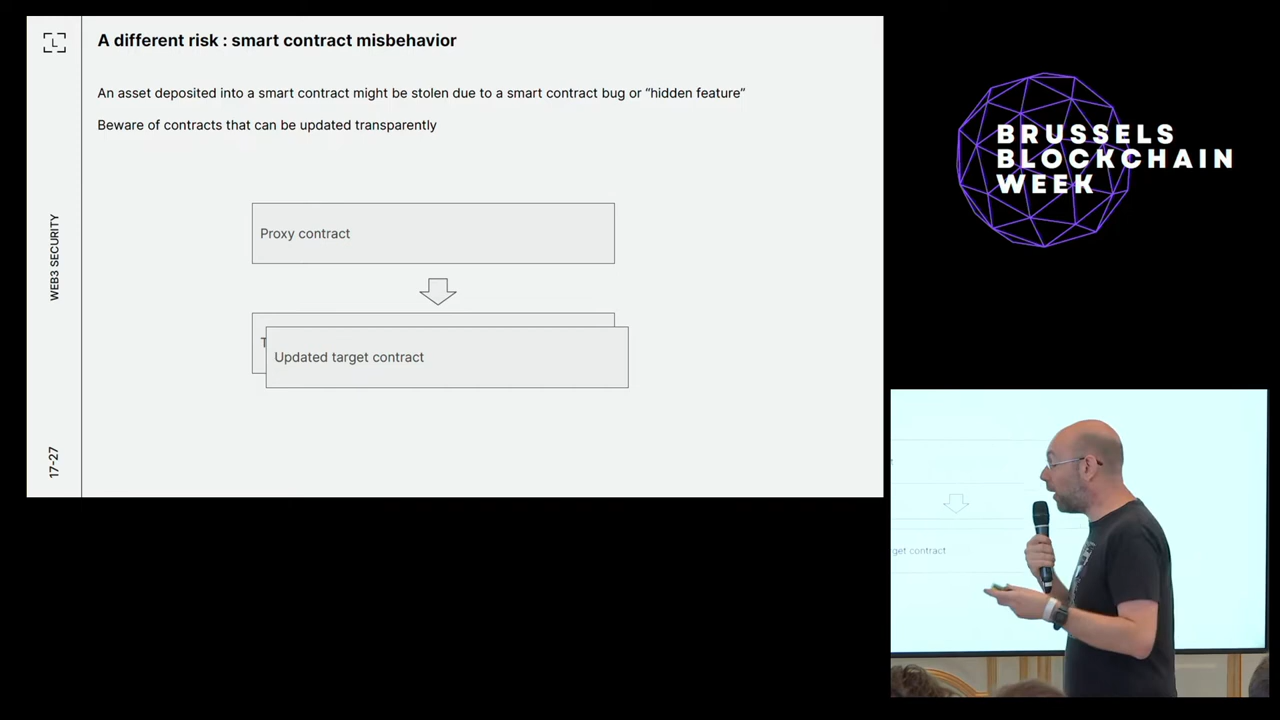 L
A different risk : smart contract misbehavior
An asset deposited into a smart contract might be stolen due to a smart contract bug or “hidden feature”
Beware of contracts that can be updated transparently
Proxy contract
T
Updated target contract
WEB3 SECURITY
17-27
BRUSSELS
BLOCKCHAIN
WEEK
get contract